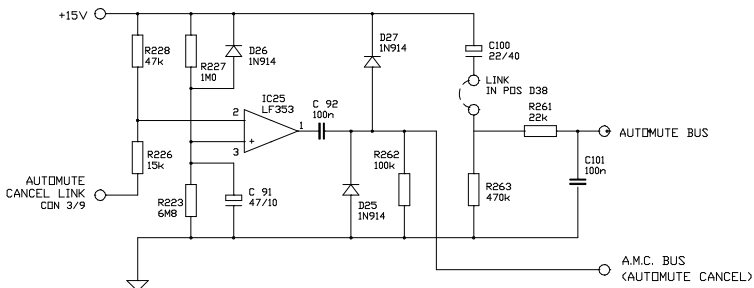 +15V
R228
47k
R227
1M0
D26
1N914
D27
1N914
C100
22/40
LINK
IN POS D38
IC25
LF353
2
+
3
1
C 92
100n
R261
22k
AUTOMUTE BUS
R226
15k
R262
100k
C101
100n
AUTOMUTE
CANCEL LINK
CON 3/9
R223
6M8
C 91
47/10
D25
1N914
R263
470k
A.M.C. BUS
(AUTOMUTE CANCEL)